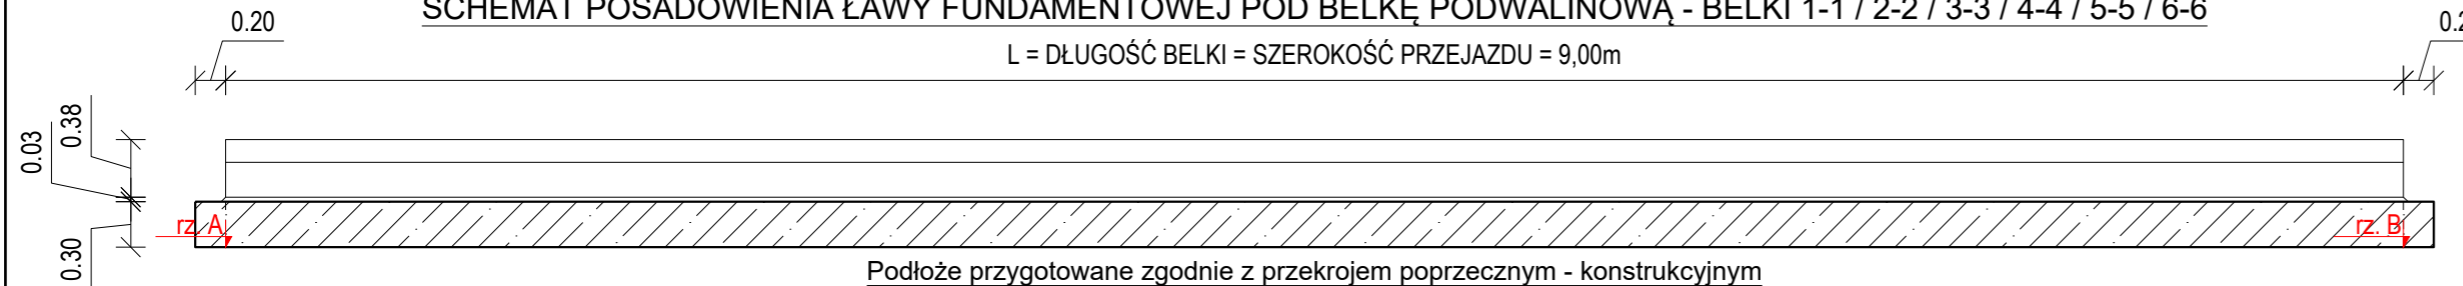 SCHEMAT POSADOWIENIA ŁAWY FUNDAMENTOWEJ POD BELKĘ PODWALINOWĄ - BELKI 1-1 / 2-2 / 3-3 / 4-4 / 5-5 / 6-6
0.20
L = DŁUGOŚĆ BELKI = SZEROKOŚĆ PRZEJAZDU = 9,00m
0.38
0.03
rz. A
rz. B
0.30
Podłoże przygotowane zgodnie z przekrojem poprzecznym - konstrukcyjnym